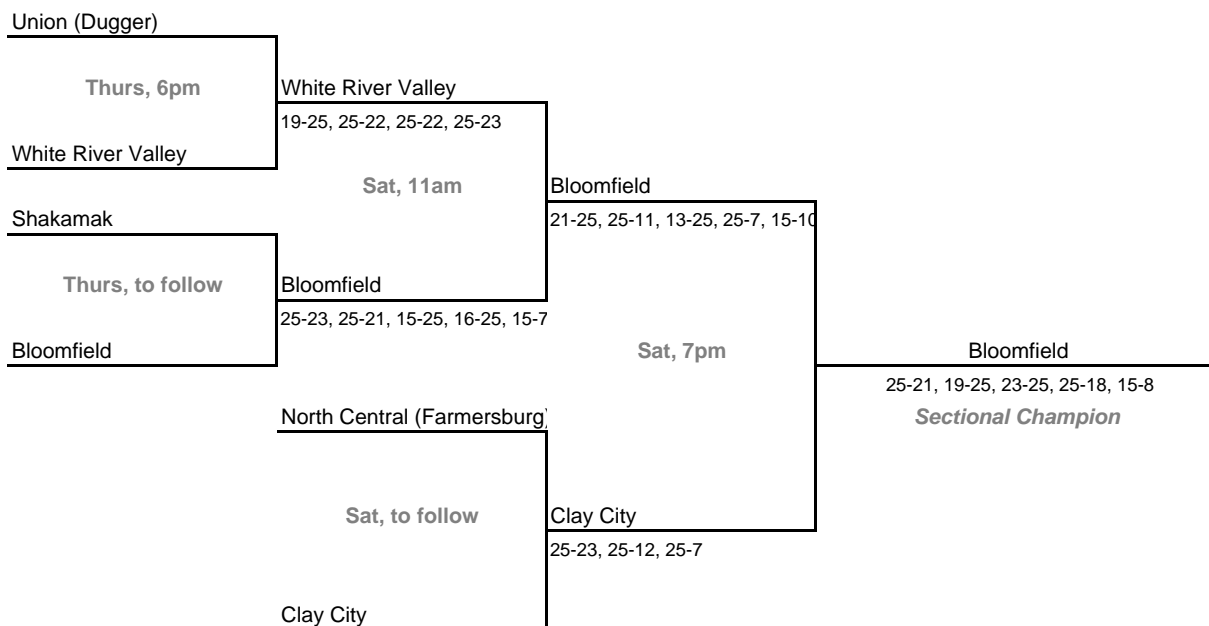 Union (Dugger)
Thurs, 6pm
White River Valley
19-25, 25-22, 25-22, 25-23
White River Valley
Sat, 11am
Bloomfield
21-25, 25-11, 13-25, 25-7, 15-10
Shakamak
Thurs, to follow
Bloomfield
25-23, 25-21, 15-25, 16-25, 15-7
Bloomfield
Sat, 7pm
Bloomfield
25-21, 19-25, 23-25, 25-18, 15-8
Sectional Champion
North Central (Farmersburg)
Sat, to follow
Clay City
25-23, 25-12, 25-7
Clay City